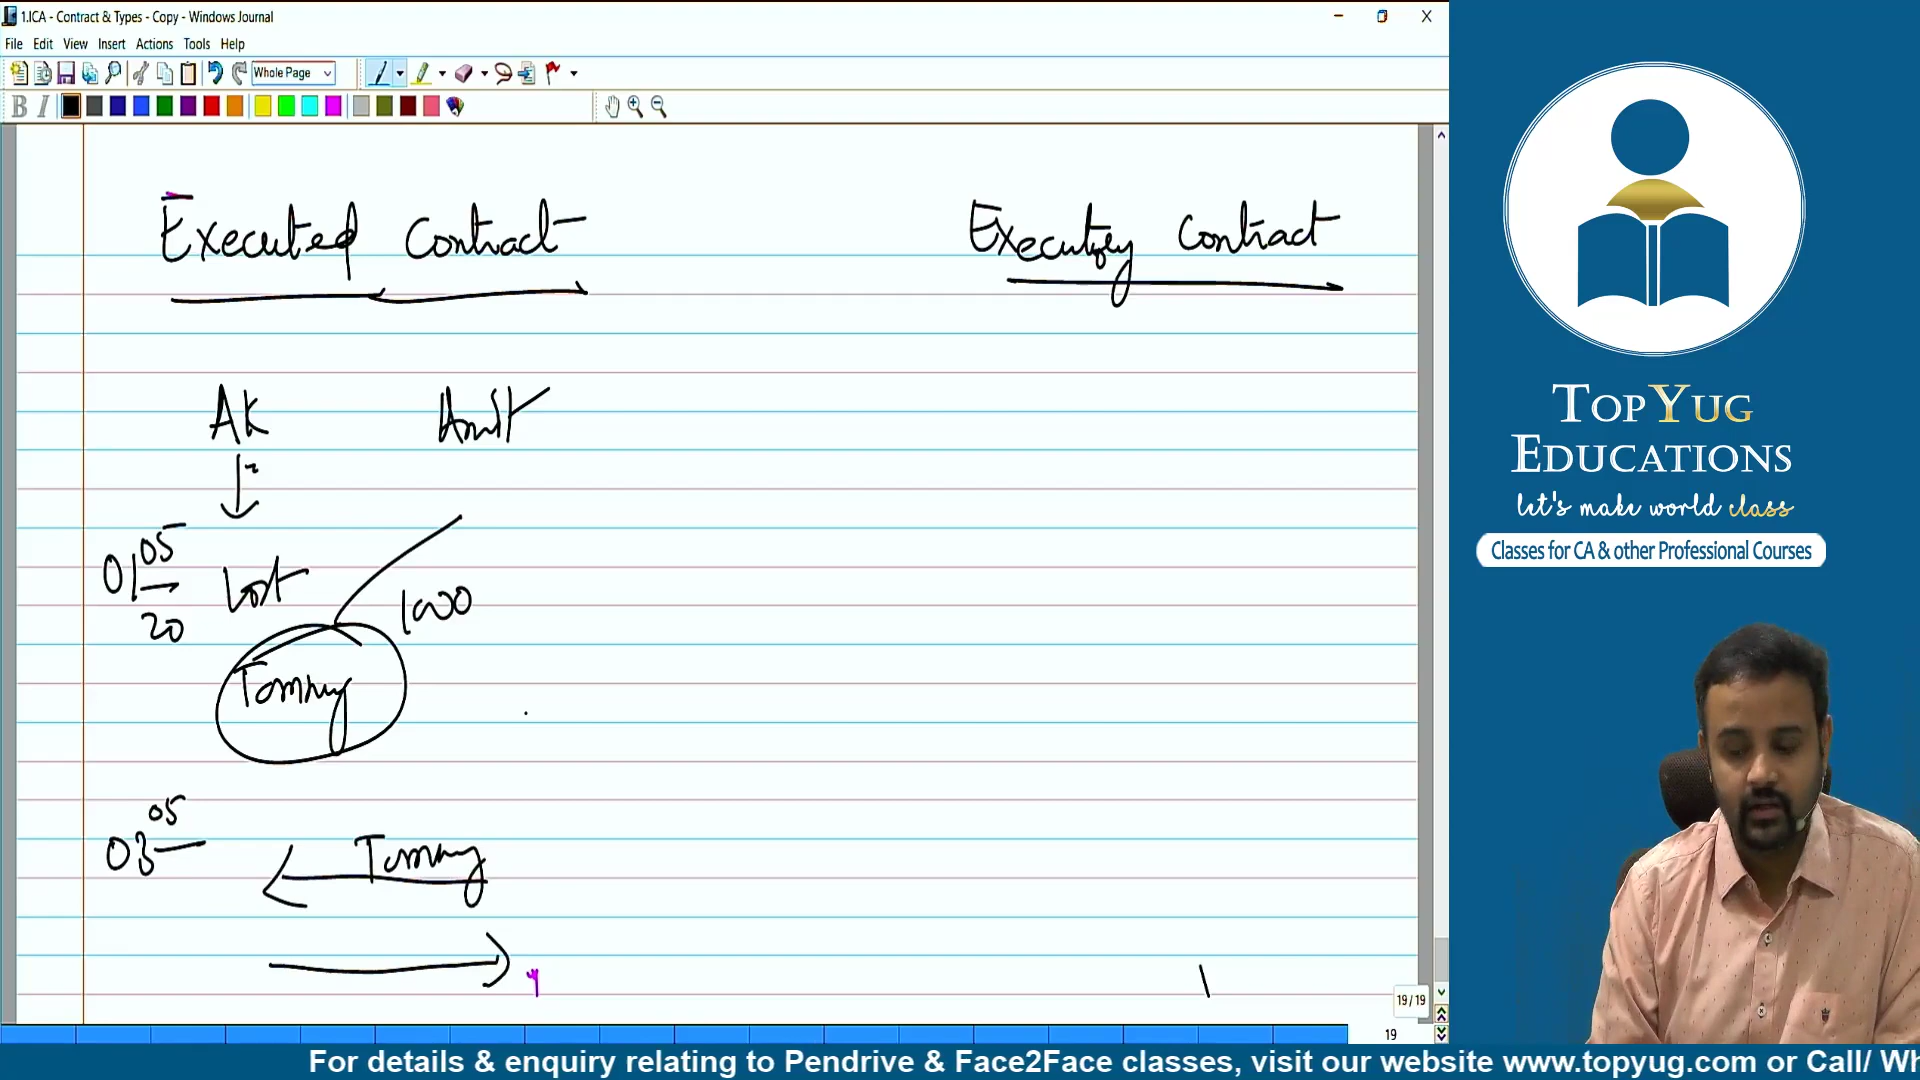 1.ICA - Contract & Types - Copy - Windows Journal
File Edit View Insert Actions Tools Help
Whole Page
B I
Executed Contract
Executory Contract
AK
Amit
01 05
20
Lost
1000
Tommy
03 05
Tommy
19 / 19
19
TOPYUG
EDUCATIONS
let's make world class
Classes for CA & other Professional Courses
For details & enquiry relating to Pendrive & Face2Face classes, visit our website www.topyug.com or Call/ Wh